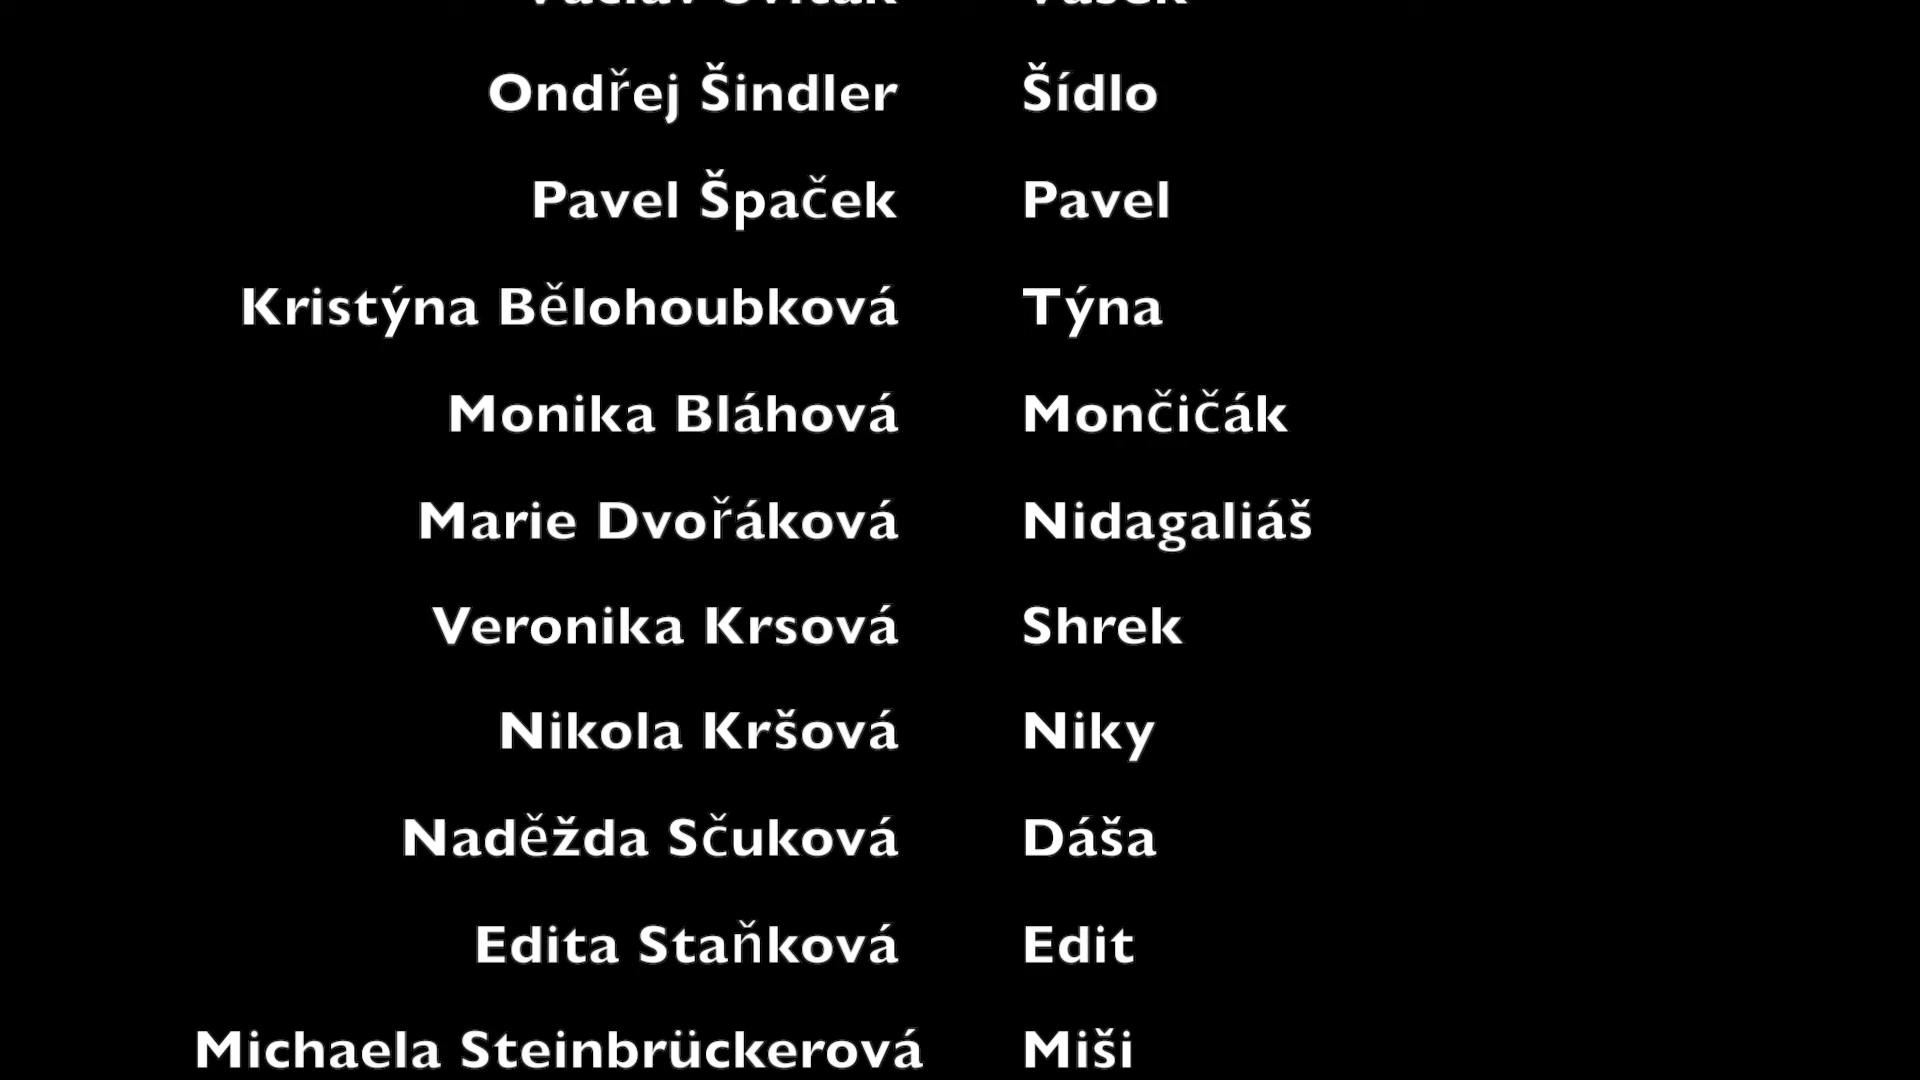 Ondřej Šindler Šídlo
Pavel Špaček Pavel
Kristýna Bělohoubková Týna
Monika Bláhová Mončičák
Marie Dvořáková Nidagaliáš
Veronika Krsová Shrek
Nikola Kršová Niky
Naděžda Sčuková Dáša
Edita Staňková Edit
Michaela Steinbrückerová Miši